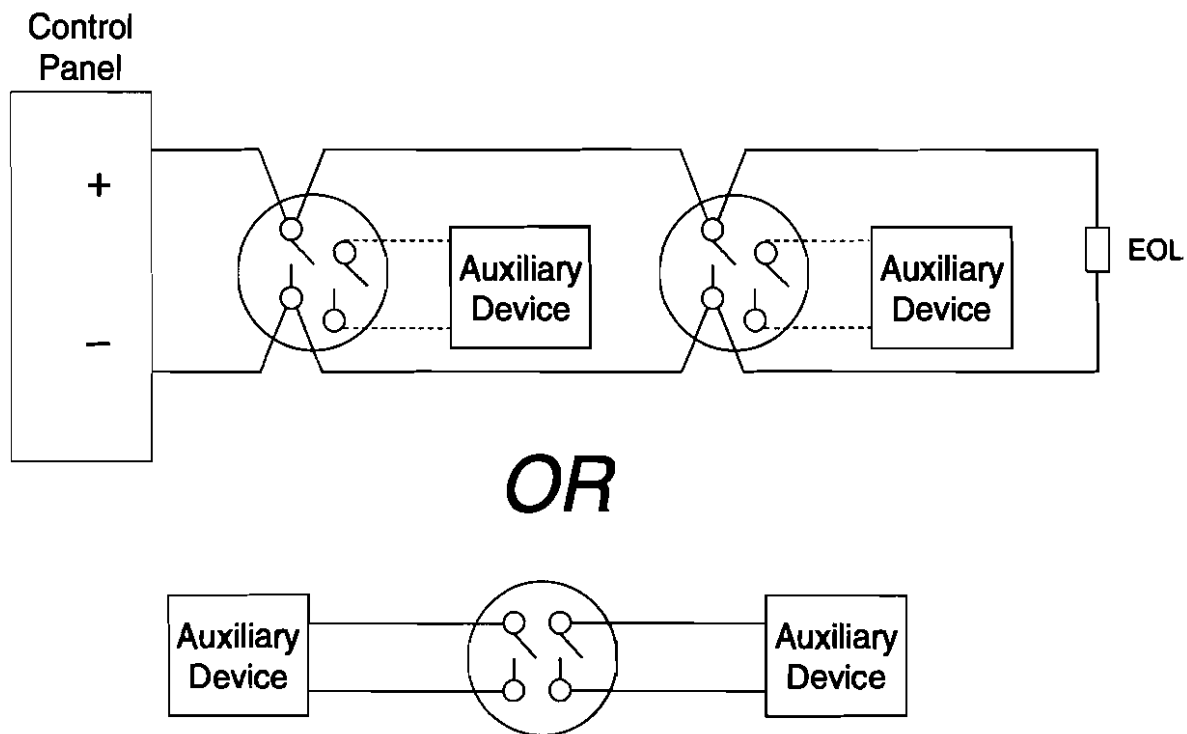 Control
Panel
+
Auxiliary
Device
Auxiliary
Device
EOL
−
OR
Auxiliary
Device
Auxiliary
Device